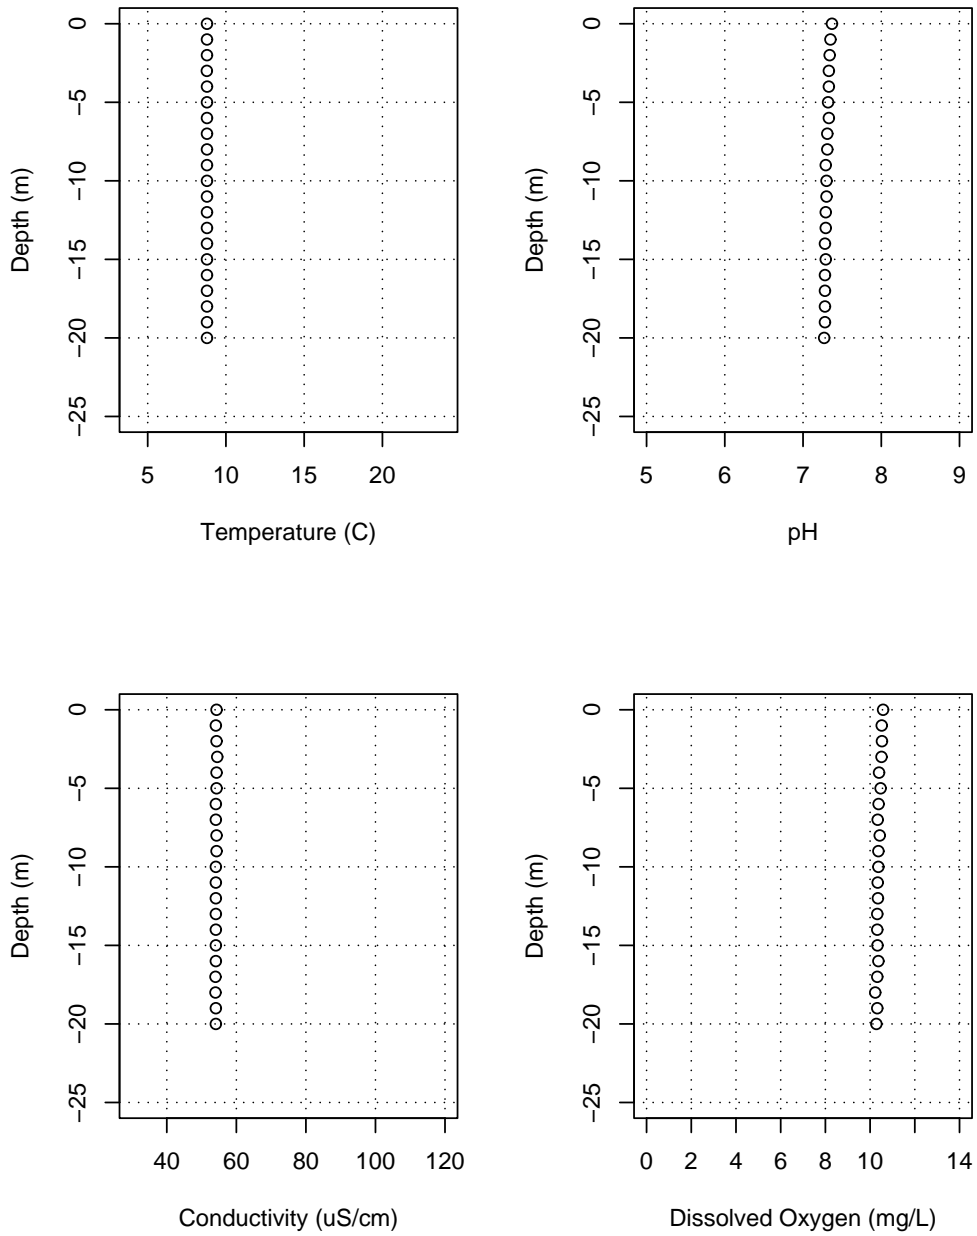 0
−5
−10
−15
−20
−25
Depth (m)
5 10 15 20
Temperature (C)
0
−5
−10
−15
−20
−25
Depth (m)
5 6 7 8 9
pH
0
−5
−10
−15
−20
−25
Depth (m)
40 60 80 100 120
Conductivity (uS/cm)
0
−5
−10
−15
−20
−25
Depth (m)
0 2 4 6 8 10 14
Dissolved Oxygen (mg/L)